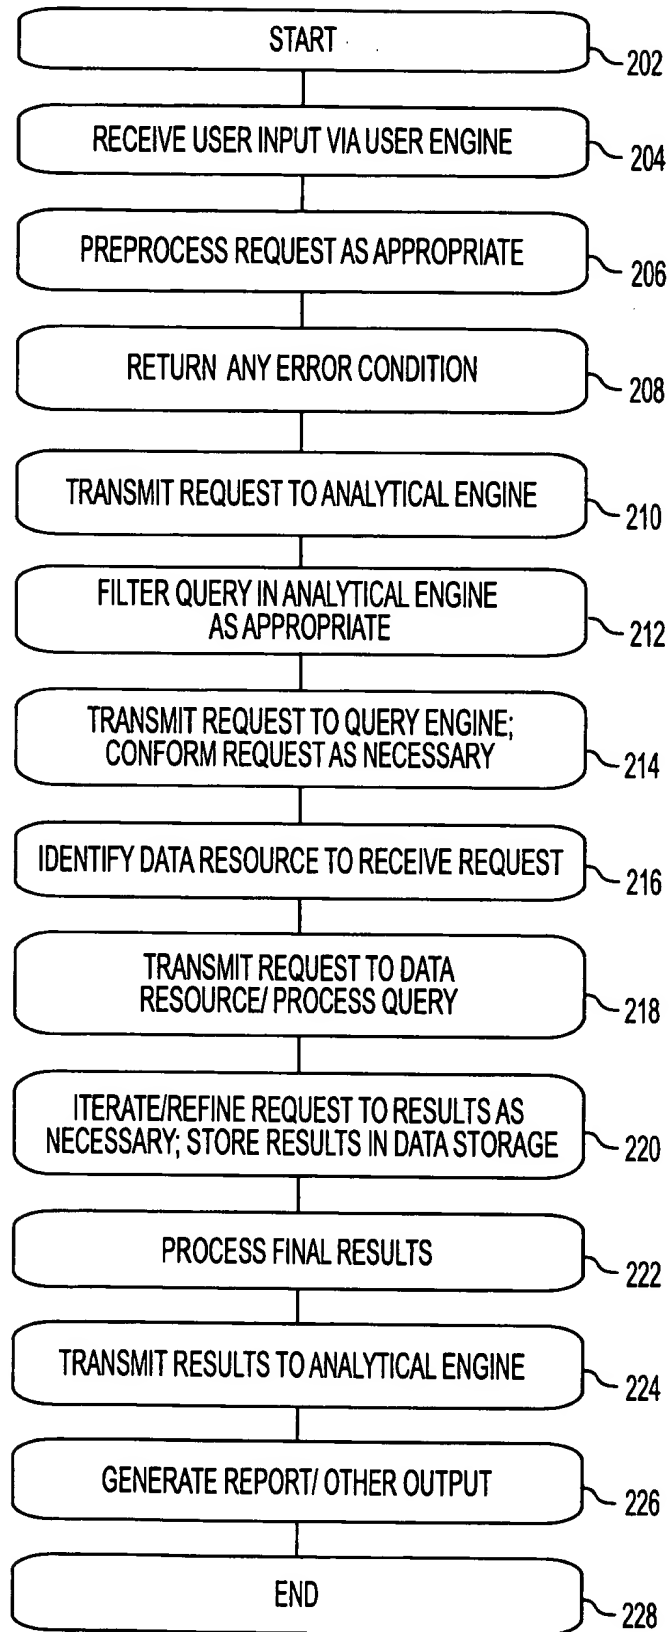 START
202
RECEIVE USER INPUT VIA USER ENGINE
204
PREPROCESS REQUEST AS APPROPRIATE
206
RETURN ANY ERROR CONDITION
208
TRANSMIT REQUEST TO ANALYTICAL ENGINE
210
FILTER QUERY IN ANALYTICAL ENGINE
AS APPROPRIATE
212
TRANSMIT REQUEST TO QUERY ENGINE;
CONFORM REQUEST AS NECESSARY
214
IDENTIFY DATA RESOURCE TO RECEIVE REQUEST
216
TRANSMIT REQUEST TO DATA
RESOURCE/ PROCESS QUERY
218
ITERATE/REFINE REQUEST TO RESULTS AS
NECESSARY; STORE RESULTS IN DATA STORAGE
220
PROCESS FINAL RESULTS
222
TRANSMIT RESULTS TO ANALYTICAL ENGINE
224
GENERATE REPORT/ OTHER OUTPUT
226
END
228